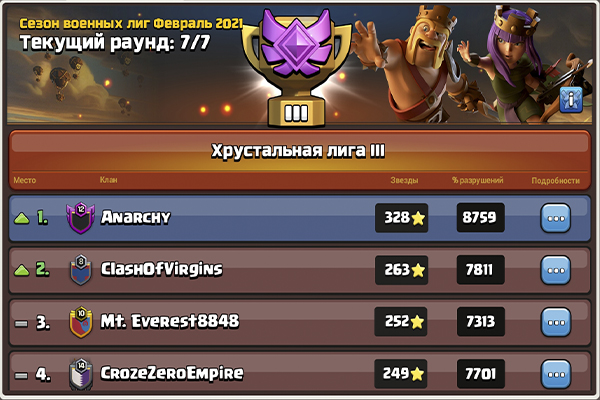 Сезон военных лиг Февраль 2021
Текущий раунд: 7/7
III
i
Хрустальная лига III
Место Клан Звезды % разрушений Подробности
1. 12 Anarchy 328 8759 ...
2. 8 ClashOfVirgins 263 7811 ...
3. 10 Mt. Everest8848 252 7313 ...
4. 14 CrozeZeroEmpire 249 7701 ...